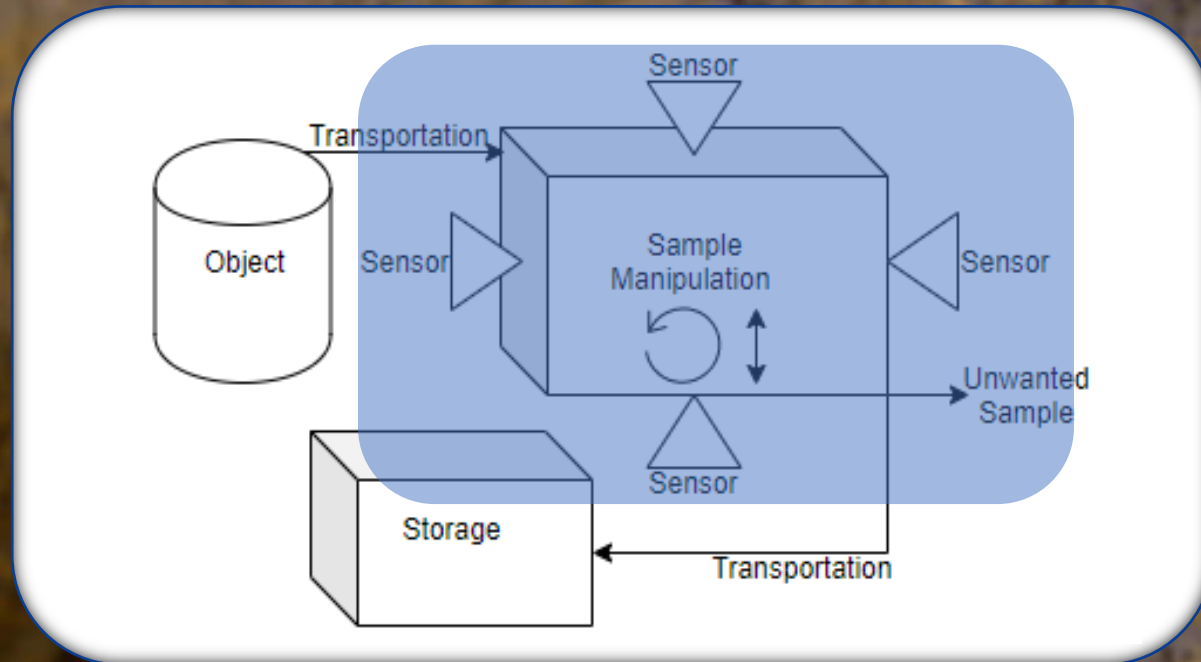 Sensor
Transportation
Object
Sensor
Sample
Manipulation
Sensor
Unwanted
Sample
Sensor
Storage
Transportation